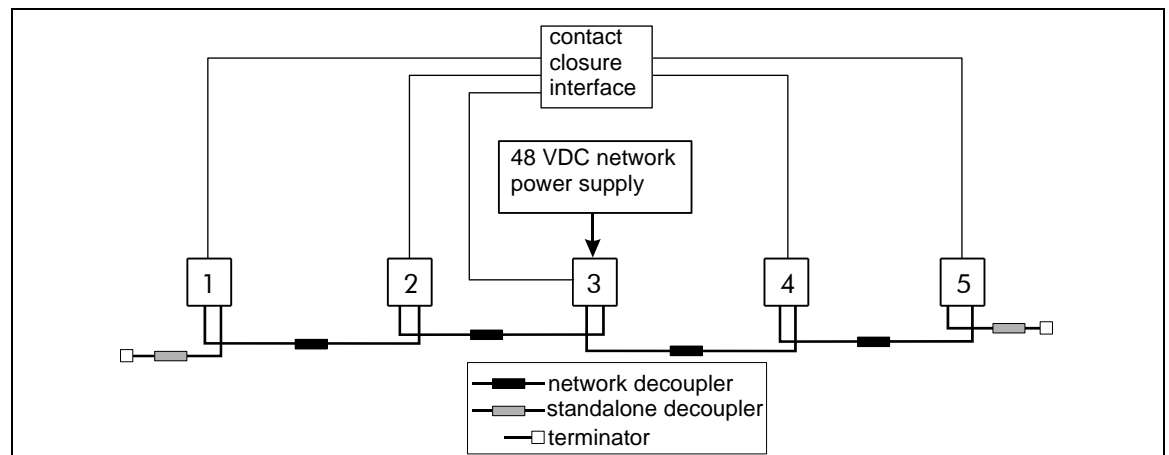 contact
closure
interface
48 VDC network
power supply
1
2
3
4
5
network decoupler
standalone decoupler
terminator